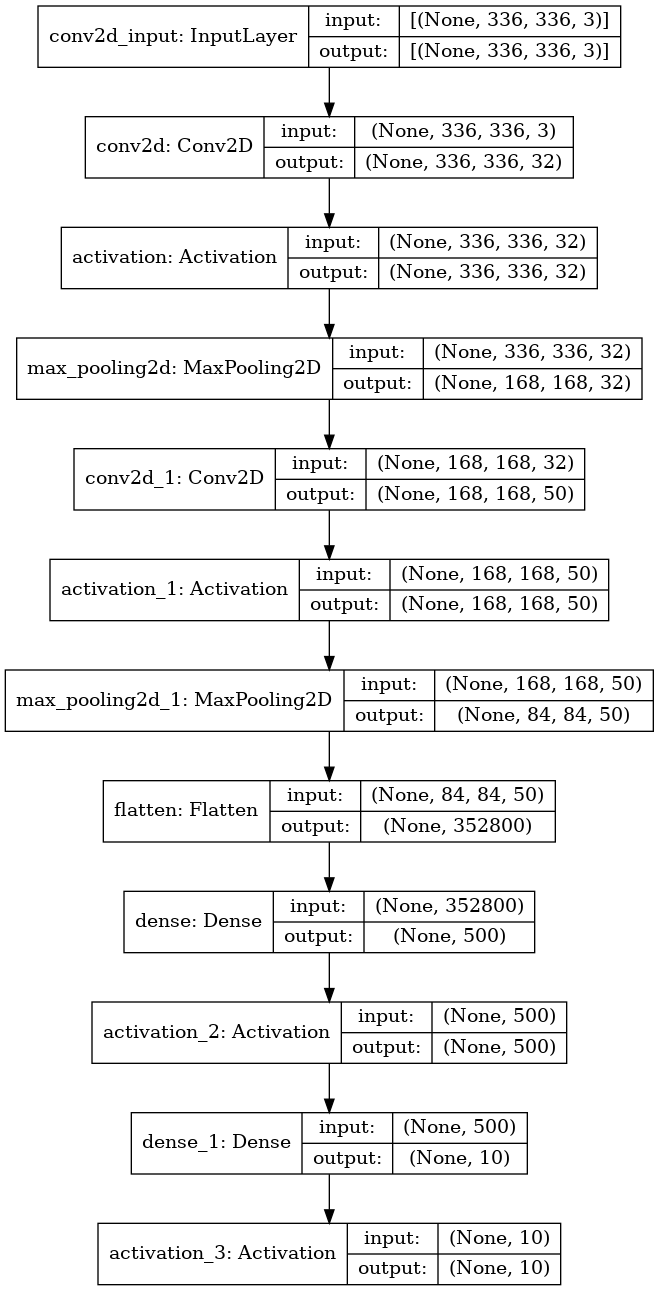 conv2d_input: InputLayer
input:
[(None, 336, 336, 3)]
output:
[(None, 336, 336, 3)]
conv2d: Conv2D
input:
(None, 336, 336, 3)
output:
(None, 336, 336, 32)
activation: Activation
input:
(None, 336, 336, 32)
output:
(None, 336, 336, 32)
max_pooling2d: MaxPooling2D
input:
(None, 336, 336, 32)
output:
(None, 168, 168, 32)
conv2d_1: Conv2D
input:
(None, 168, 168, 32)
output:
(None, 168, 168, 50)
activation_1: Activation
input:
(None, 168, 168, 50)
output:
(None, 168, 168, 50)
max_pooling2d_1: MaxPooling2D
input:
(None, 168, 168, 50)
output:
(None, 84, 84, 50)
flatten: Flatten
input:
(None, 84, 84, 50)
output:
(None, 352800)
dense: Dense
input:
(None, 352800)
output:
(None, 500)
activation_2: Activation
input:
(None, 500)
output:
(None, 500)
dense_1: Dense
input:
(None, 500)
output:
(None, 10)
activation_3: Activation
input:
(None, 10)
output:
(None, 10)